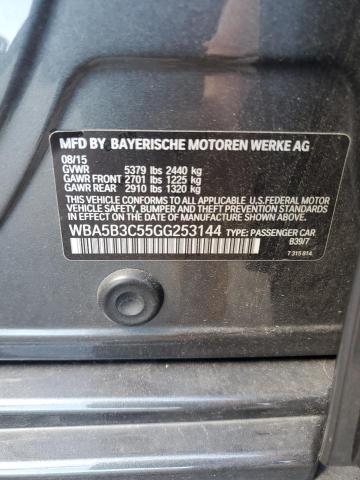 MFD BY BAYERISCHE MOTOREN WERKE AG
08/15
GVWR 5379 lbs 2440 kg
GAWR FRONT 2701 lbs 1225 kg
GAWR REAR 2910 lbs 1320 kg
THIS VEHICLE CONFORMS TO ALL APPLICABLE U.S.FEDERAL MOTOR
VEHICLE SAFETY, BUMPER, AND THEFT PREVENTION STANDARDS
IN EFFECT ON THE DATE OF MANUFACTURE SHOWN ABOVE.
WBA5B3C55GG253144 TYPE: PASSENGER CAR
B39/7
7 315 814